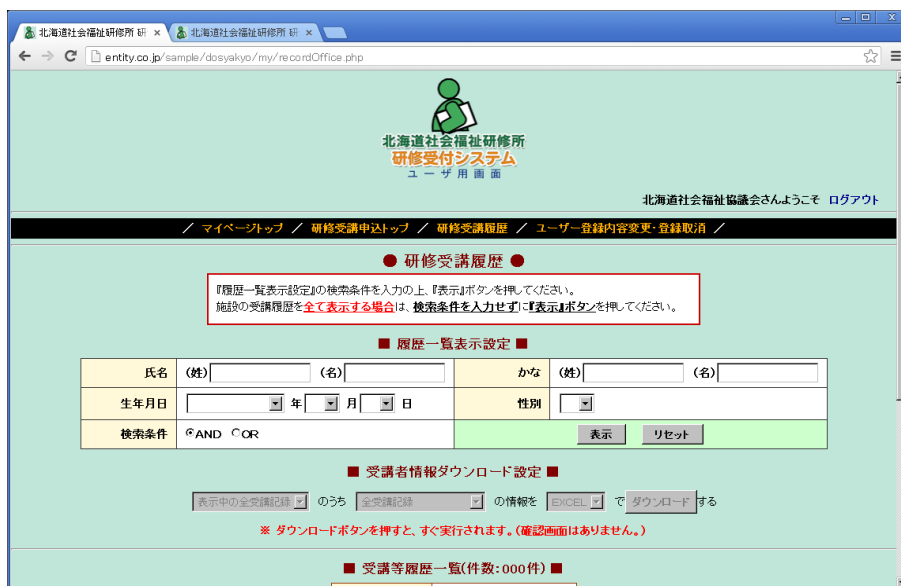 北海道社会福祉研修所 研 × 北海道社会福祉研修所 研 ×
entity.co.jp/sample/dosyakyo/my/recordOffice.php
北海道社会福祉研修所
研修受付システム
ユーザ用画面
北海道社会福祉協議会さんようこそ ログアウト
／ マイページトップ ／ 研修受講申込トップ ／ 研修受講履歴 ／ ユーザー登録内容変更・登録取消 ／
● 研修受講履歴 ●
『履歴一覧表示設定』の検索条件を入力の上、『表示』ボタンを押してください。
施設の受講履歴を全て表示する場合は、検索条件を入力せずに『表示』ボタンを押してください。
■ 履歴一覧表示設定 ■
氏名 (姓) (名) かな (姓) (名)
生年月日 年 月 日 性別
検索条件 AND OR 表示 リセット
■ 受講者情報ダウンロード設定 ■
表示中の全受講記録 のうち 全受講記録 の情報を EXCEL で ダウンロード する
※ ダウンロードボタンを押すと、すぐ実行されます。(確認画面はありません。)
■ 受講等履歴一覧(件数:000件) ■